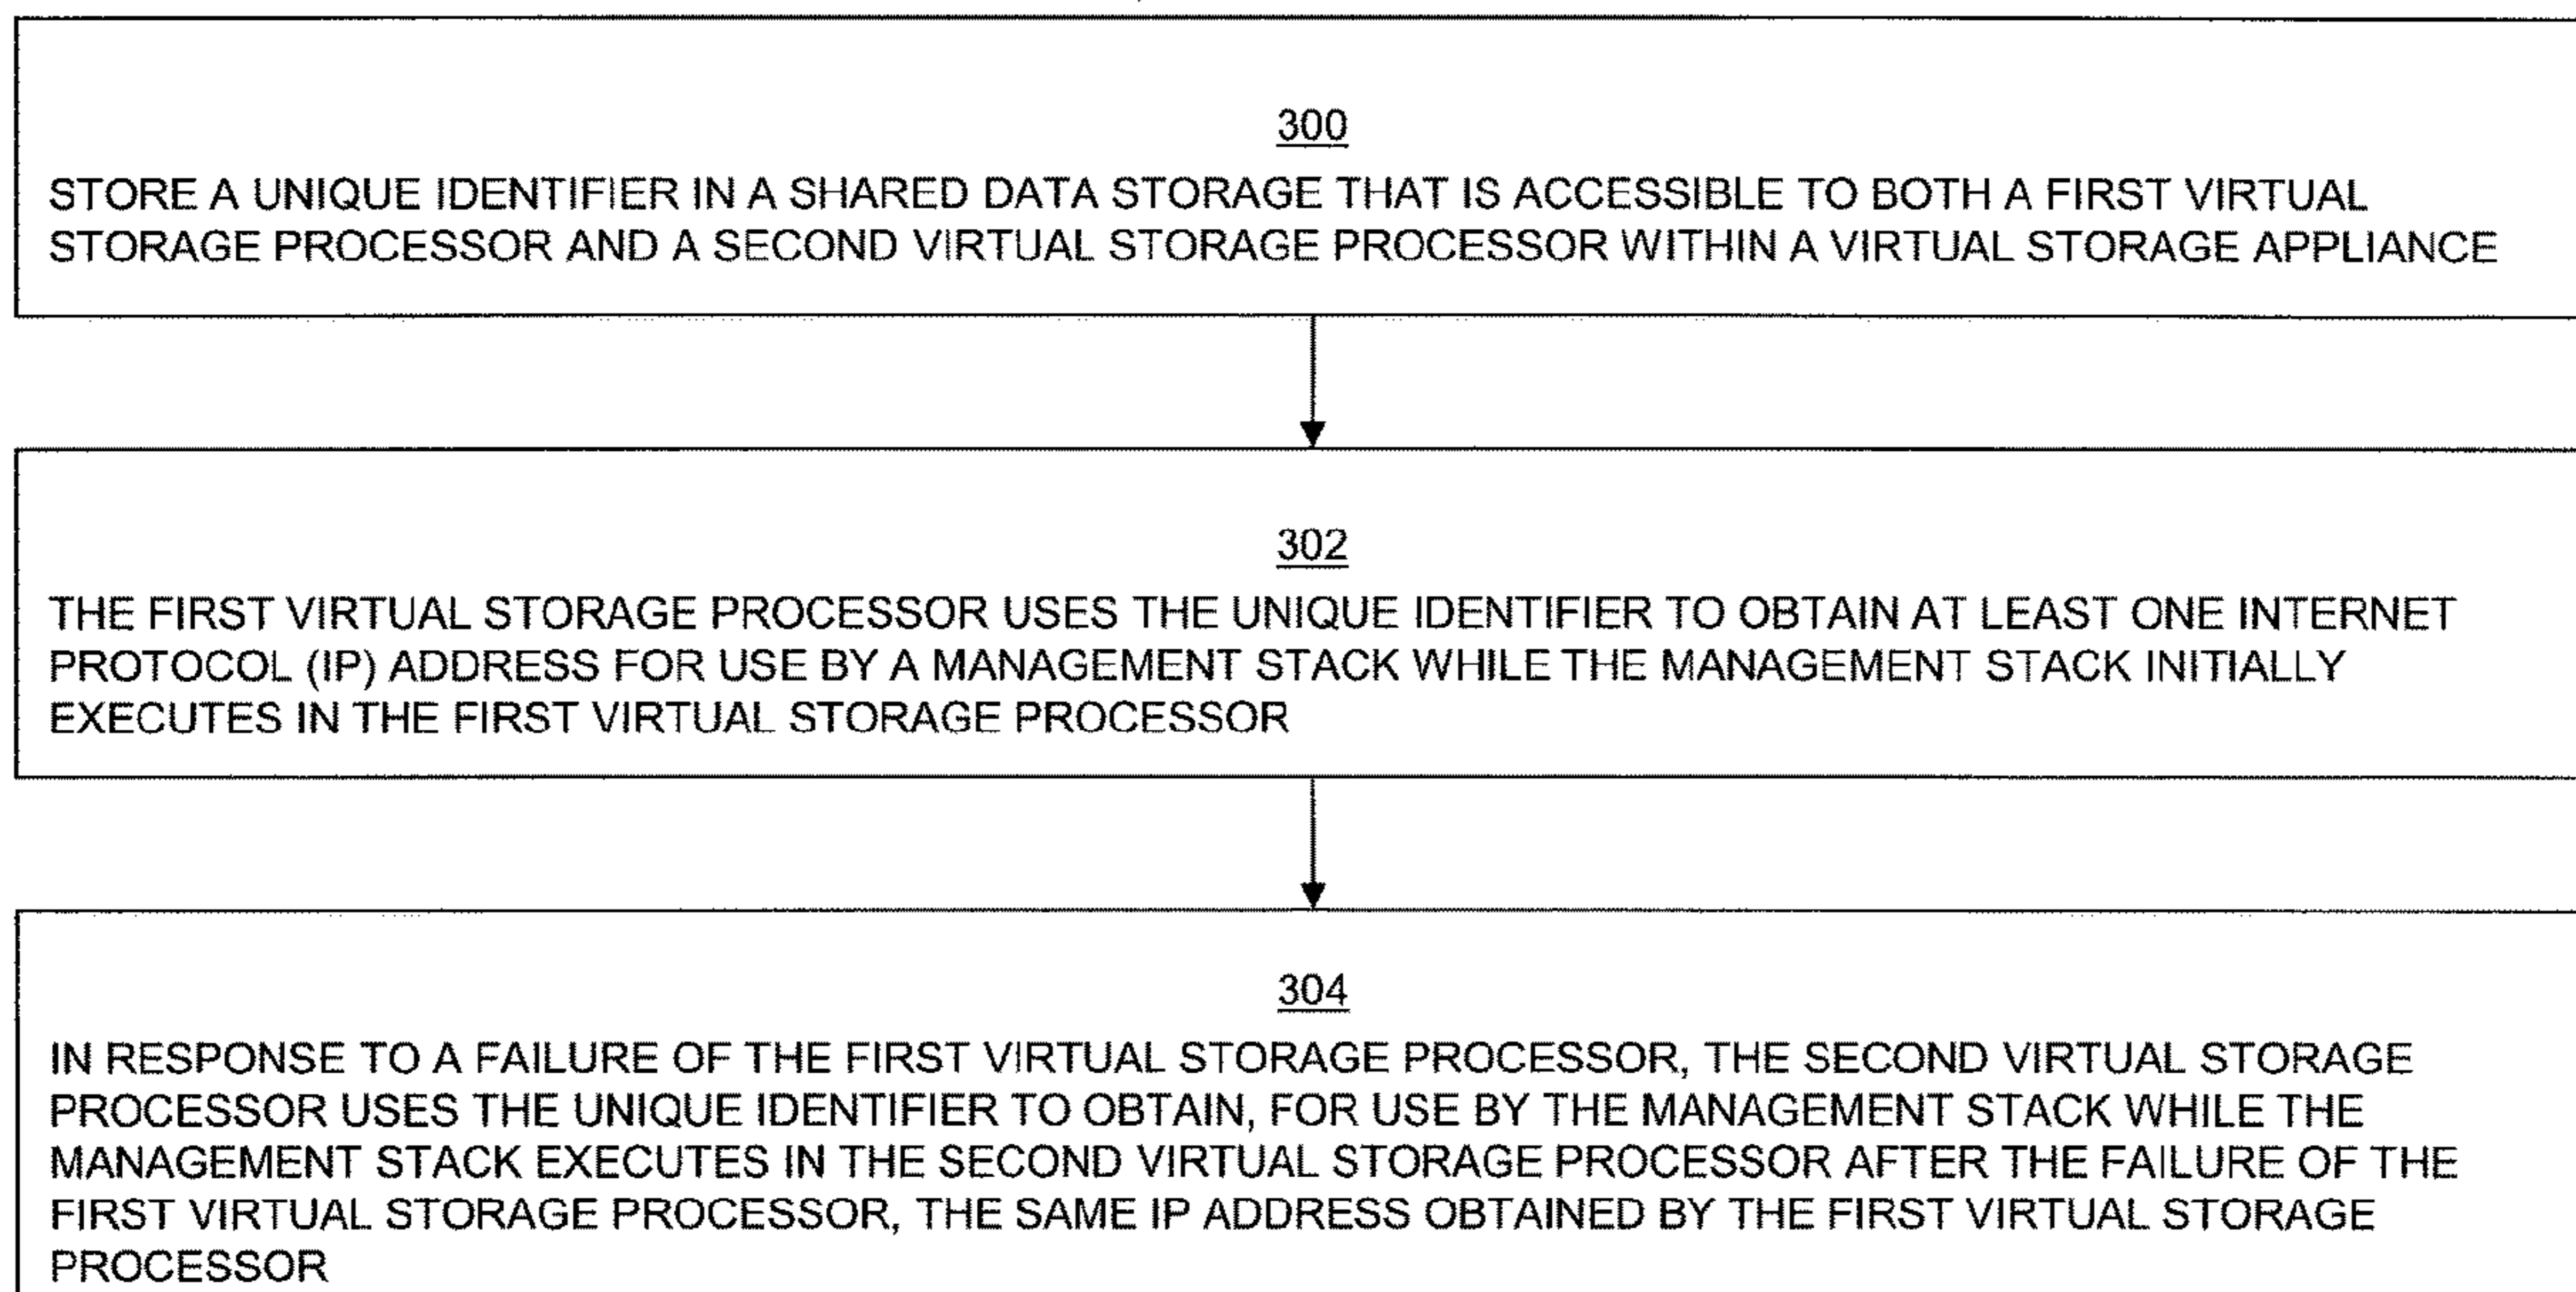 300
STORE A UNIQUE IDENTIFIER IN A SHARED DATA STORAGE THAT IS ACCESSIBLE TO BOTH A FIRST VIRTUAL
STORAGE PROCESSOR AND A SECOND VIRTUAL STORAGE PROCESSOR WITHIN A VIRTUAL STORAGE APPLIANCE
302
THE FIRST VIRTUAL STORAGE PROCESSOR USES THE UNIQUE IDENTIFIER TO OBTAIN AT LEAST ONE INTERNET
PROTOCOL (IP) ADDRESS FOR USE BY A MANAGEMENT STACK WHILE THE MANAGEMENT STACK INITIALLY
EXECUTES IN THE FIRST VIRTUAL STORAGE PROCESSOR
304
IN RESPONSE TO A FAILURE OF THE FIRST VIRTUAL STORAGE PROCESSOR, THE SECOND VIRTUAL STORAGE
PROCESSOR USES THE UNIQUE IDENTIFIER TO OBTAIN, FOR USE BY THE MANAGEMENT STACK WHILE THE
MANAGEMENT STACK EXECUTES IN THE SECOND VIRTUAL STORAGE PROCESSOR AFTER THE FAILURE OF THE
FIRST VIRTUAL STORAGE PROCESSOR, THE SAME IP ADDRESS OBTAINED BY THE FIRST VIRTUAL STORAGE
PROCESSOR